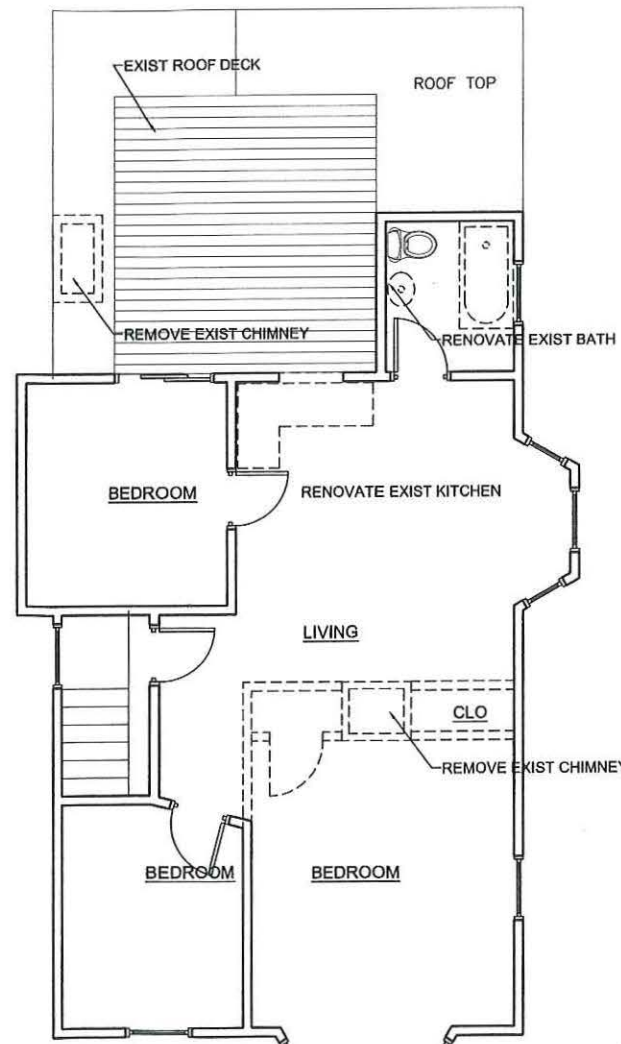 EXIST ROOF DECK
ROOF TOP
REMOVE EXIST CHIMNEY
RENOVATE EXIST BATH
BEDROOM
RENOVATE EXIST KITCHEN
LIVING
CLO
REMOVE EXIST CHIMNEY
BEDROOM
BEDROOM